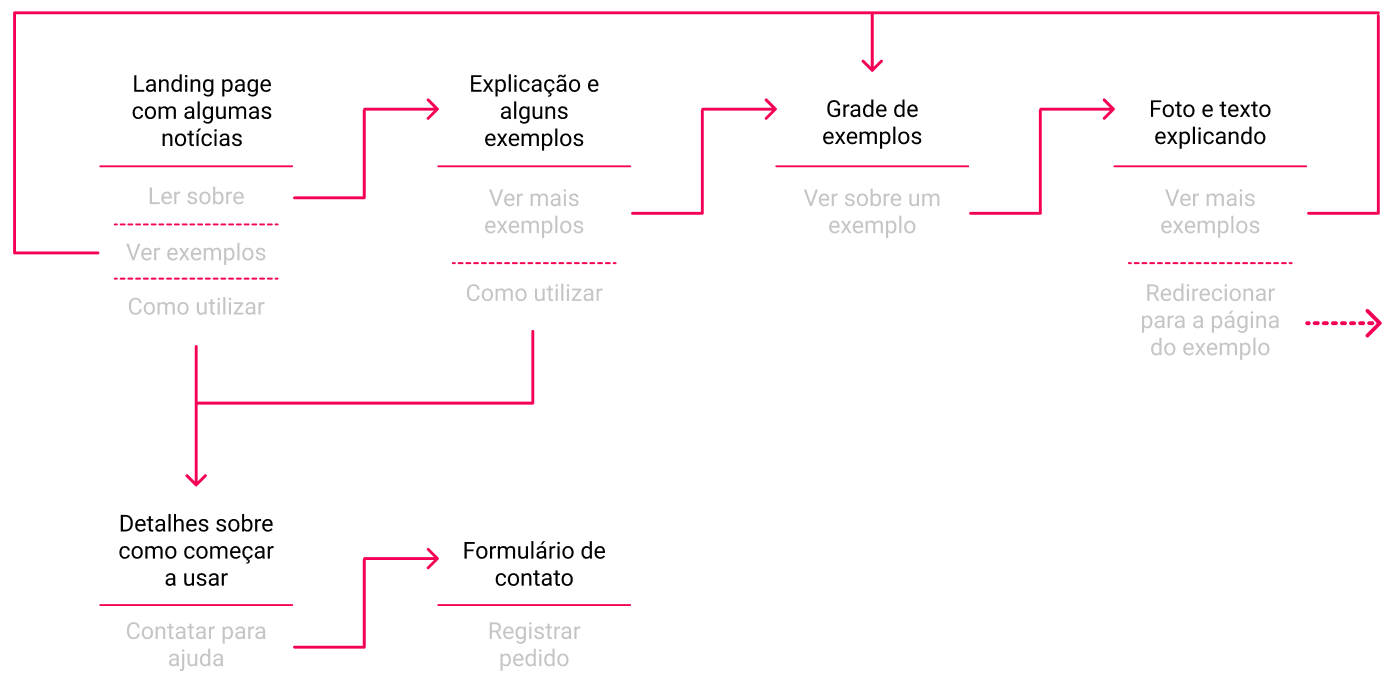 Landing page
com algumas
notícias
Ler sobre
Ver exemplos
Como utilizar
Explicação e
alguns
exemplos
Ver mais
exemplos
Como utilizar
Grade de
exemplos
Ver sobre um
exemplo
Foto e texto
explicando
Ver mais
exemplos
Redirecionar
para a página
do exemplo
Detalhes sobre
como começar
a usar
Contatar para
ajuda
Formulário de
contato
Registrar
pedido